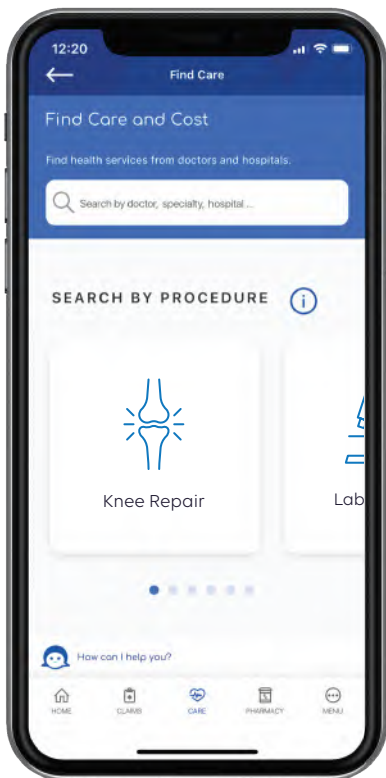 12:20
Find Care
Find Care and Cost
Find health services from doctors and hospitals.
Search by doctor, specialty, hospital ...
SEARCH BY PROCEDURE
Knee Repair
Lab
How can I help you?
HOME CLAIMS CARE PHARMACY MENU